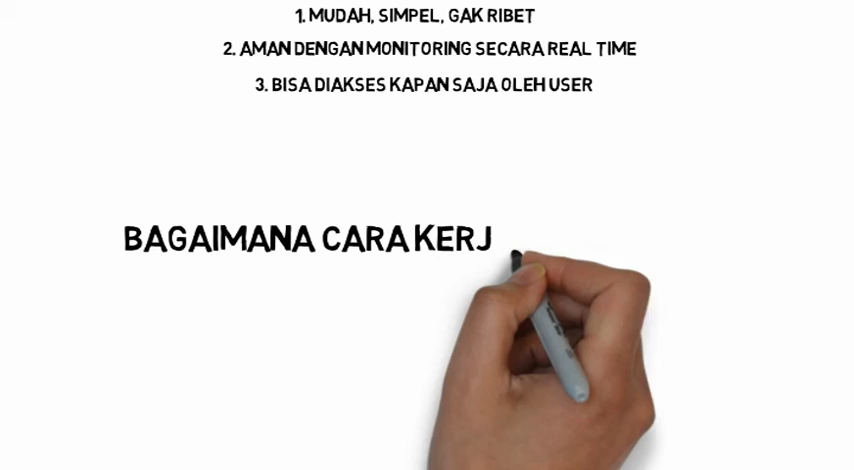 1. MUDAH, SIMPEL, GAK RIBET
2. AMAN DENGAN MONITORING SECARA REAL TIME
3. BISA DIAKSES KAPAN SAJA OLEH USER
BAGAIMANA CARA KERJ